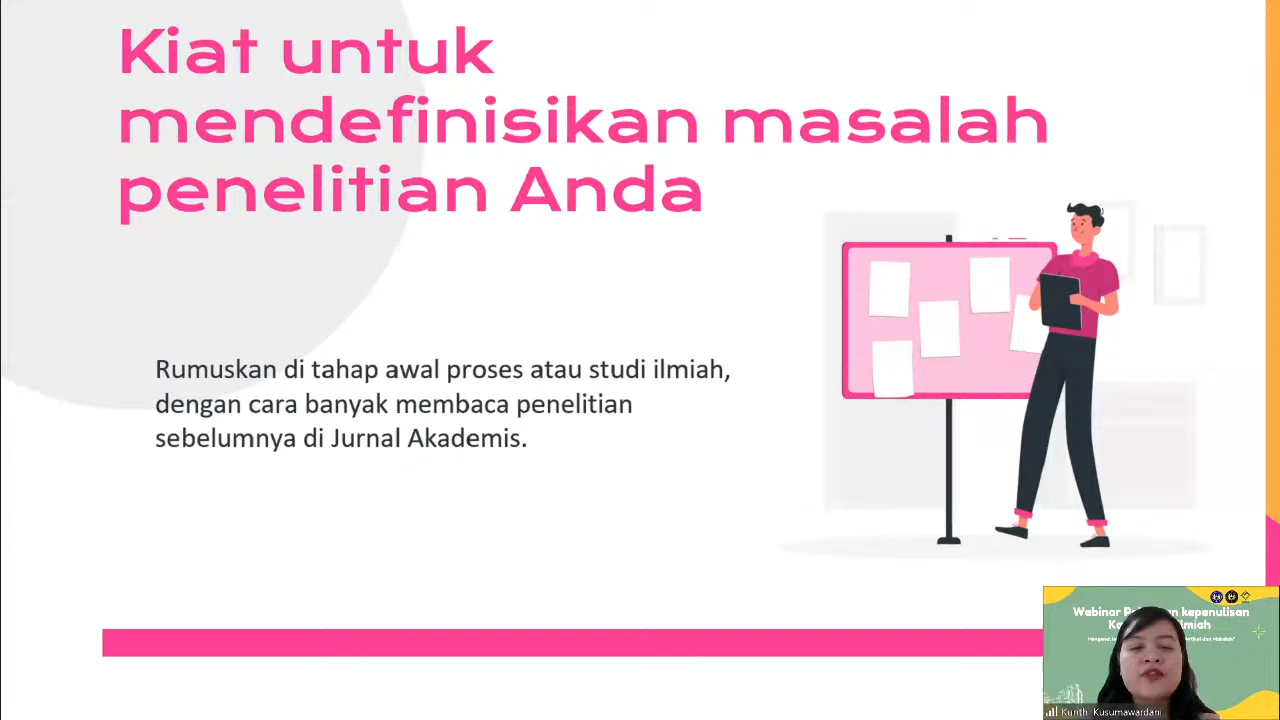 Kiat untuk
mendefinisikan masalah
penelitian Anda
Rumuskan di tahap awal proses atau studi ilmiah,
dengan cara banyak membaca penelitian
sebelumnya di Jurnal Akademis.
Webinar kepenulisan
Kunth Kusumawardani